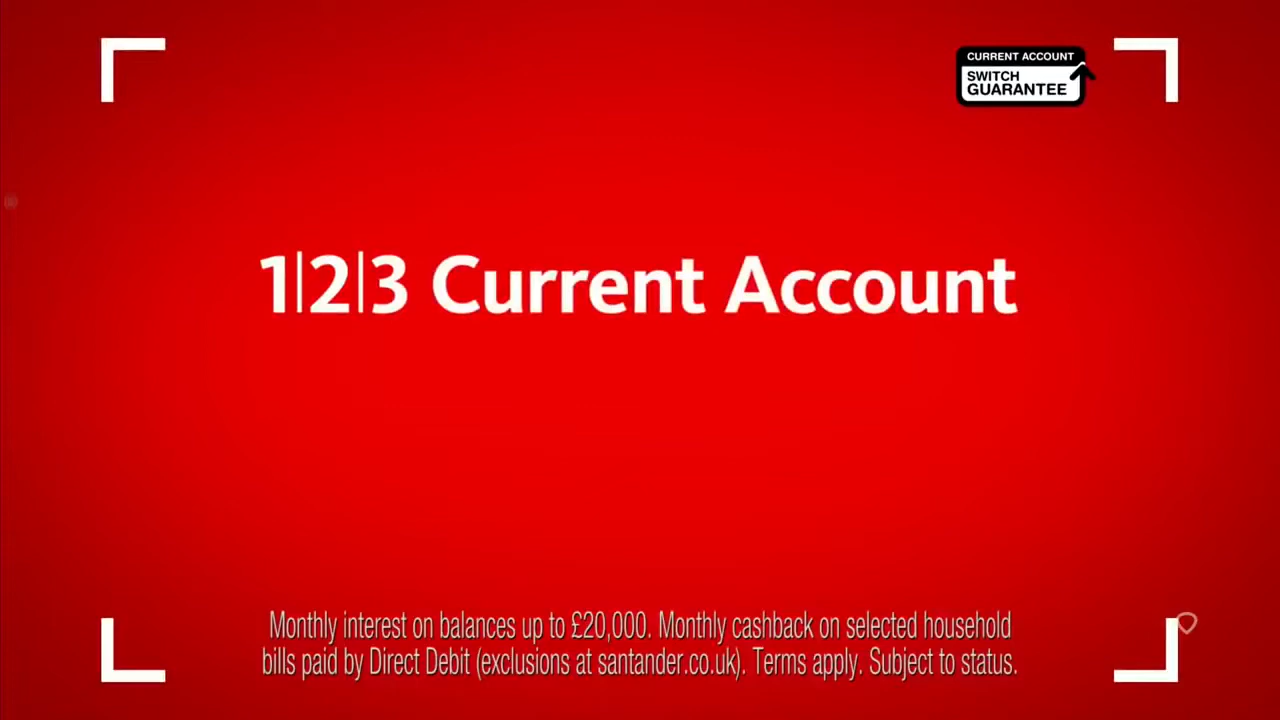 CURRENT ACCOUNT
SWITCH
GUARANTEE
1|2|3 Current Account
Monthly interest on balances up to £20,000. Monthly cashback on selected household
bills paid by Direct Debit (exclusions at santander.co.uk). Terms apply. Subject to status.